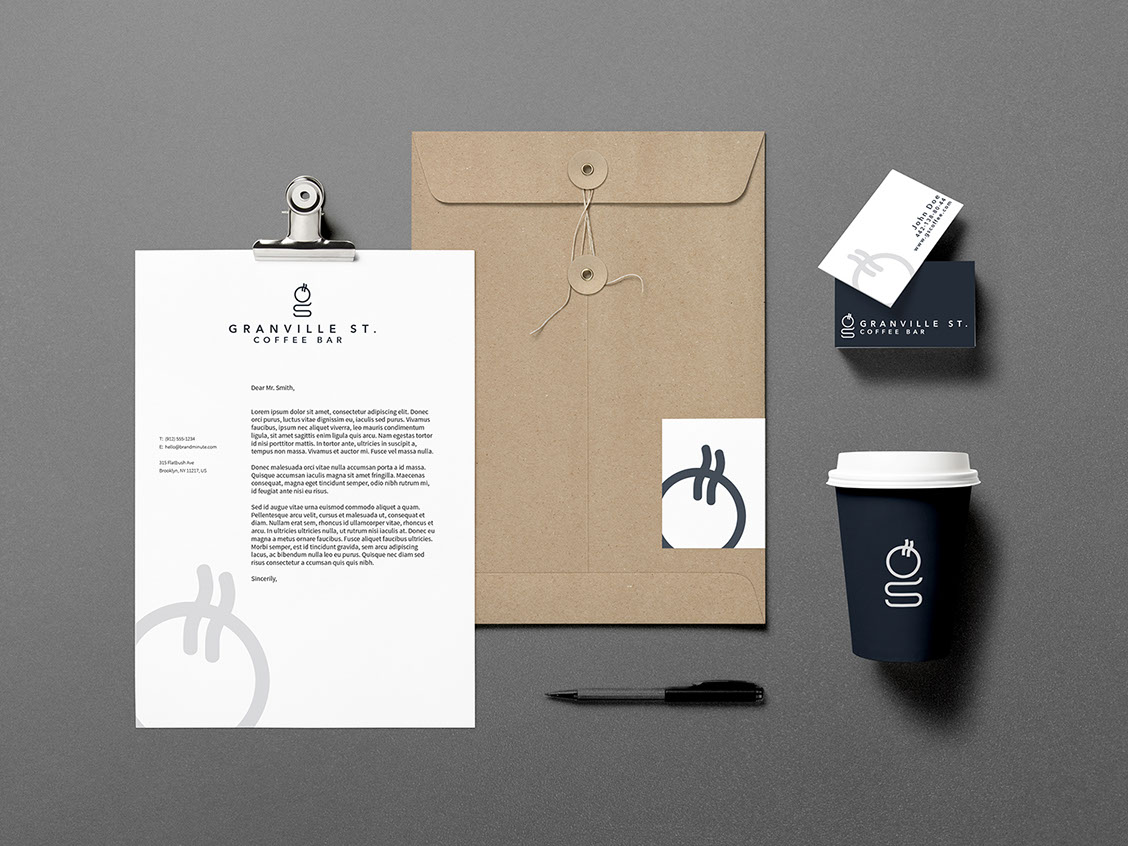 GRANVILLE ST.
COFFEE BAR
Dear Mr. Smith,
T: (912) 555-1234
E: hello@brandminute.com
315 Flatbush Ave
Brooklyn, NY 11217, US
Lorem ipsum dolor sit amet, consectetur adipiscing elit. Donec
orci purus, luctus vitae dignissim eu, iaculis sed purus. Vivamus
faucibus, ipsum nec aliquet viverra, leo mauris condimentum
ligula, sit amet sagittis enim ligula quis arcu. Nam egestas tortor
id nisi porttitor mattis. In tortor ante, ultricies in suscipit a,
tempus non massa. Vivamus et auctor mi. Fusce vel massa nulla.
Donec malesuada orci vitae nulla accumsan porta a id massa.
Quisque accumsan iaculis magna sit amet fringilla. Maecenas
consequat, magna eget tincidunt semper, odio nibh rutrum mi,
id feugiat ante nisi eu risus.
Sed id augue vitae urna euismod commodo aliquet a quam.
Pellentesque arcu velit, cursus et malesuada ut, consequat et
diam. Nullam erat sem, rhoncus id ullamcorper vitae, rhoncus et
arcu. In ultricies ultricies nulla, ut rutrum nisi iaculis at. Donec eu
magna a metus ornare faucibus. Fusce aliquet faucibus ultricies.
Morbi semper, est id tincidunt gravida, sem arcu adipiscing
lacus, ac bibendum nulla leo eu purus. Quisque nec diam sed
risus consectetur a ccumsan quis quis nibh.
Sincerily,
John Doe
442-138-80-44
www.gscoffee.com
GRANVILLE ST.
COFFEE BAR